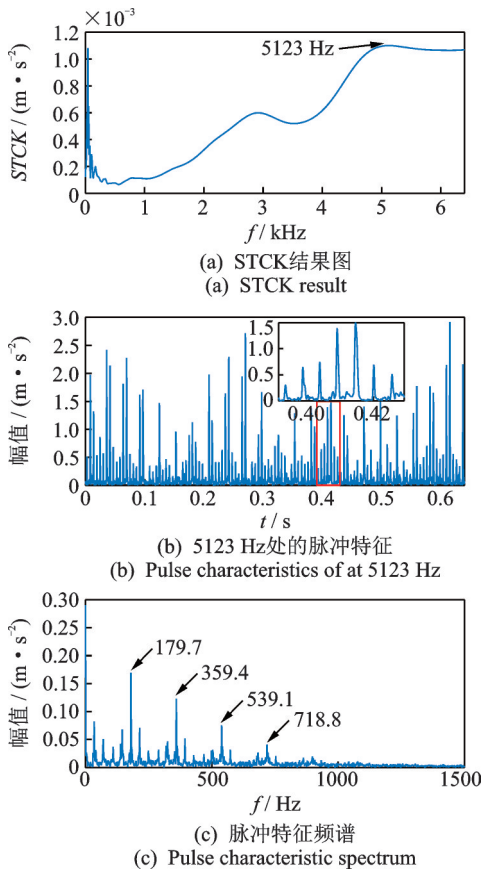 ×10⁻³
1.2
1.0
0.8
0.6
0.4
0.2
0
STCK / (m • s⁻²)
5123 Hz
0 1 2 3 4 5 6
f / kHz
(a) STCK结果图
(a) STCK result
3.0
2.5
2.0
1.5
1.0
0.5
0
幅值 / (m • s⁻²)
1.5
1.0
0.5
0
0.40 0.42
0 0.1 0.2 0.3 0.4 0.5 0.6
t / s
(b) 5123 Hz处的脉冲特征
(b) Pulse characteristics of at 5123 Hz
0.30
0.25
0.20
0.15
0.10
0.05
0
幅值 / (m • s⁻²)
179.7
359.4
539.1
718.8
0 500 1000 1500
f / Hz
(c) 脉冲特征频谱
(c) Pulse characteristic spectrum